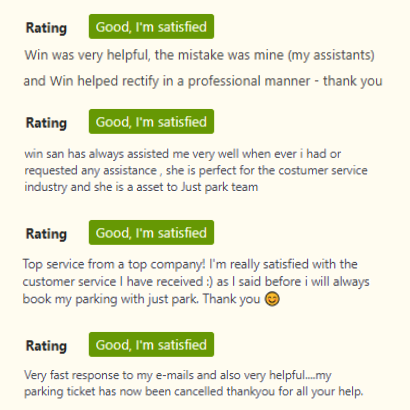 Rating Good, I'm satisfied
Win was very helpful, the mistake was mine (my assistants)
and Win helped rectify in a professional manner - thank you
Rating Good, I'm satisfied
win san has always assisted me very well when ever i had or
requested any assistance , she is perfect for the costumer service
industry and she is a asset to Just park team
Rating Good, I'm satisfied
Top service from a top company! I'm really satisfied with the
customer service I have received :) as I said before i will always
book my parking with just park. Thank you 😊
Rating Good, I'm satisfied
Very fast response to my e-mails and also very helpful....my
parking ticket has now been cancelled thankyou for all your help.